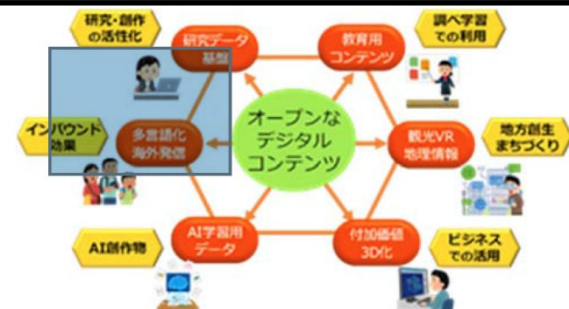 研究・創作
の活性化
研究データ
基盤
教育用
コンテンツ
調べ学習
での利用
インバウンド
効果
多言語化
海外発信
オープンな
デジタル
コンテンツ
観光VR
地理情報
地方創生
まちづくり
AI創作物
AI学習用
データ
付加価値
3D化
ビジネス
での活用